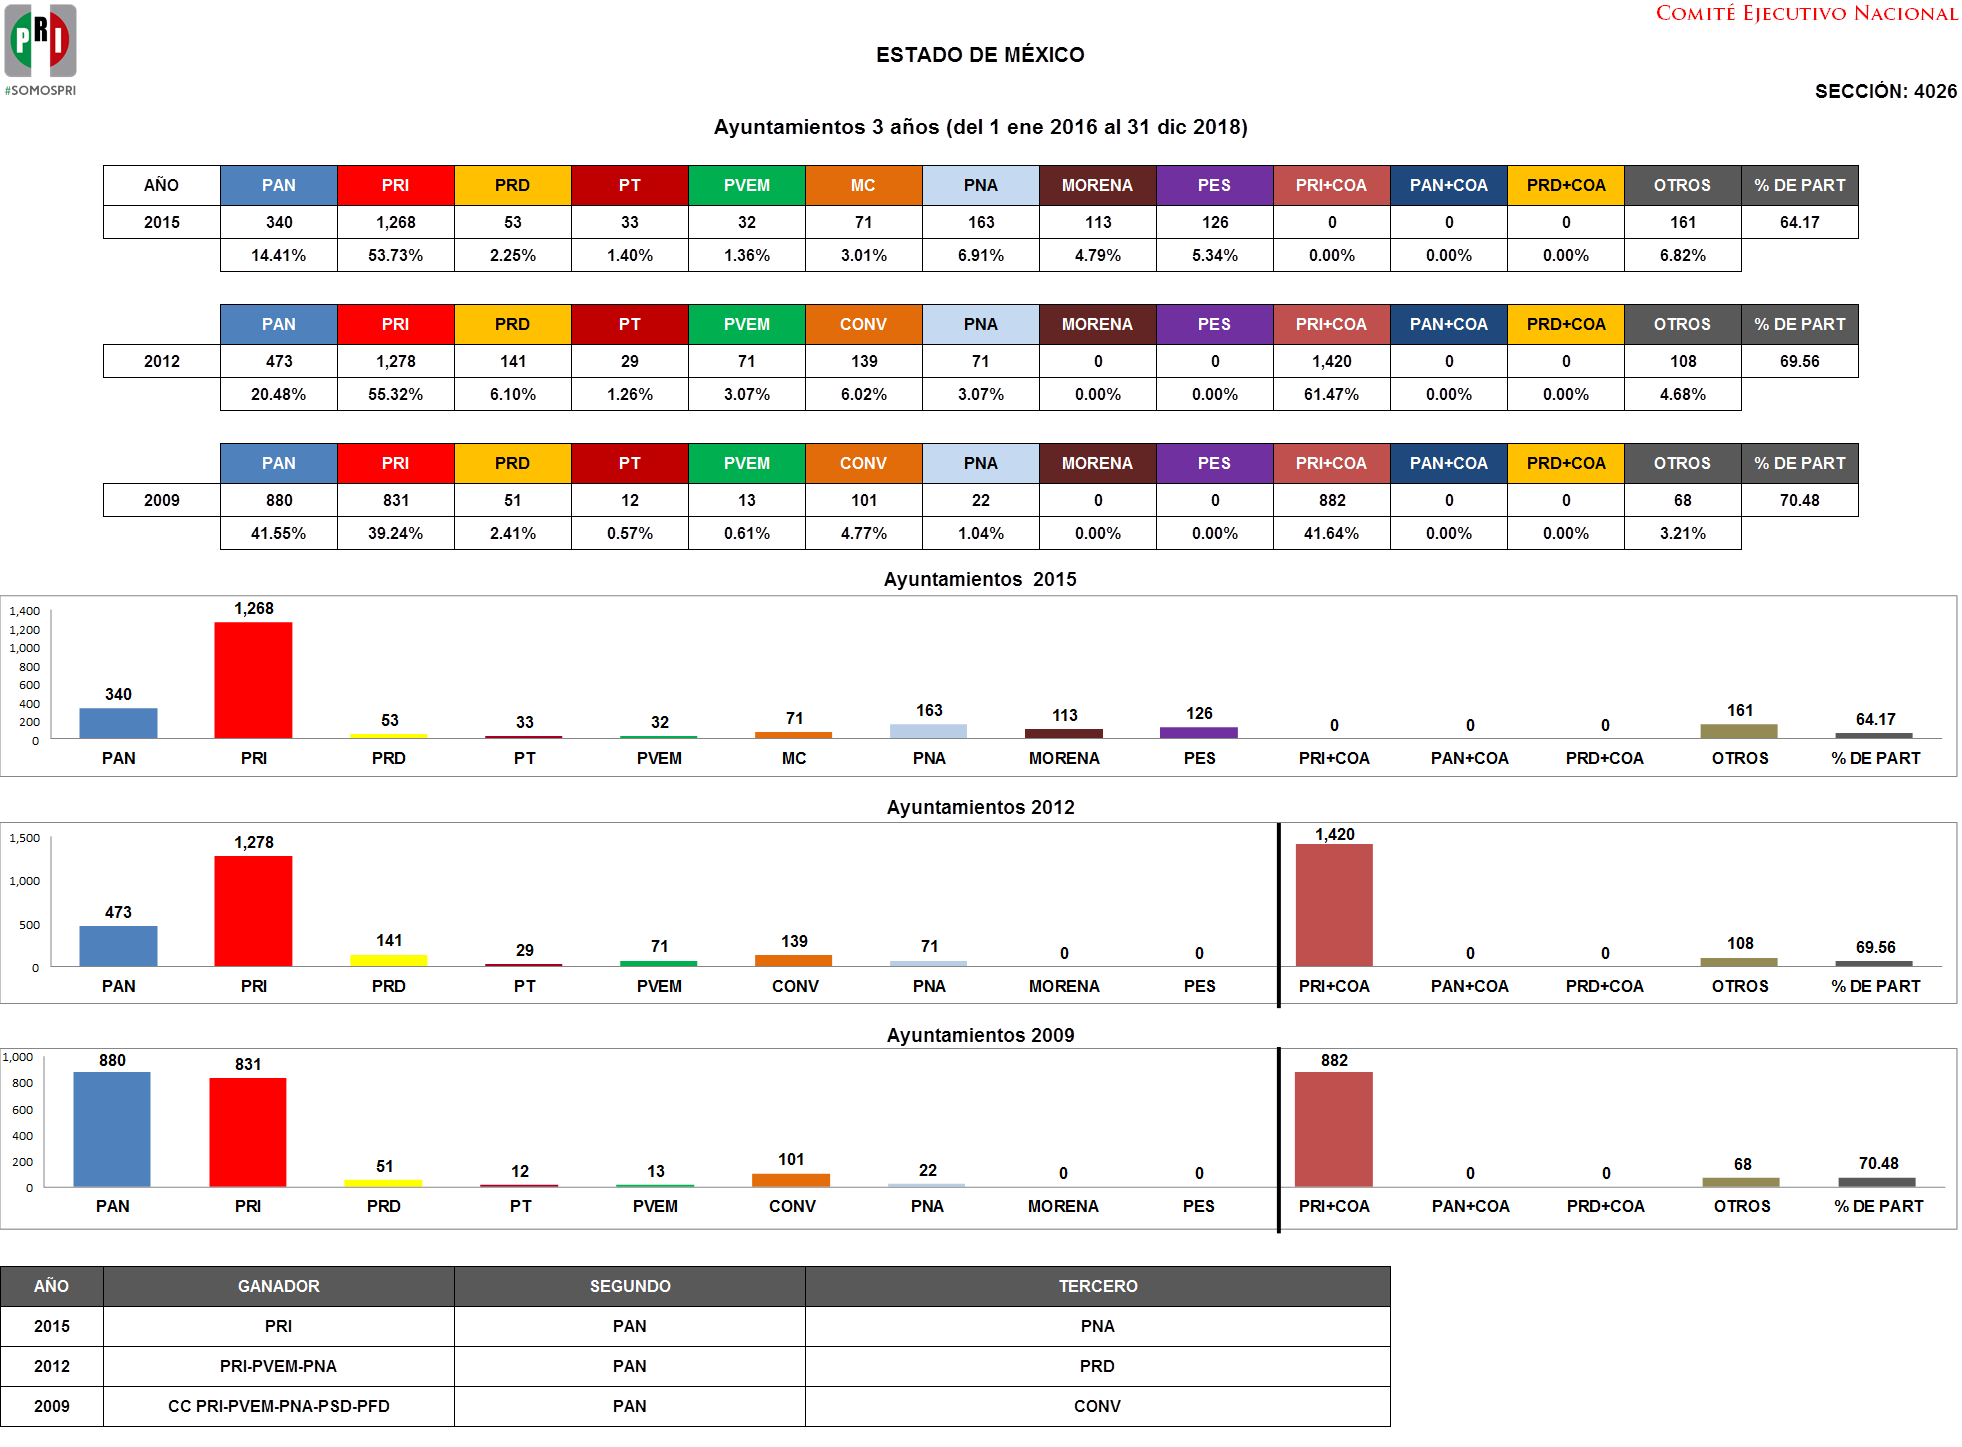 PRI
#SOMOSPRI
COMITÉ EJECUTIVO NACIONAL
ESTADO DE MÉXICO
SECCIÓN: 4026
Ayuntamientos 3 años (del 1 ene 2016 al 31 dic 2018)
AÑO PAN PRI PRD PT PVEM MC PNA MORENA PES PRI+COA PAN+COA PRD+COA OTROS % DE PART
2015 340 1,268 53 33 32 71 163 113 126 0 0 0 161 64.17
14.41% 53.73% 2.25% 1.40% 1.36% 3.01% 6.91% 4.79% 5.34% 0.00% 0.00% 0.00% 6.82%
PAN PRI PRD PT PVEM CONV PNA MORENA PES PRI+COA PAN+COA PRD+COA OTROS % DE PART
2012 473 1,278 141 29 71 139 71 0 0 1,420 0 0 108 69.56
20.48% 55.32% 6.10% 1.26% 3.07% 6.02% 3.07% 0.00% 0.00% 61.47% 0.00% 0.00% 4.68%
PAN PRI PRD PT PVEM CONV PNA MORENA PES PRI+COA PAN+COA PRD+COA OTROS % DE PART
2009 880 831 51 12 13 101 22 0 0 882 0 0 68 70.48
41.55% 39.24% 2.41% 0.57% 0.61% 4.77% 1.04% 0.00% 0.00% 41.64% 0.00% 0.00% 3.21%
Ayuntamientos 2015
1,400
1,200
1,000
800
600
400
200
0
340 1,268 53 33 32 71 163 113 126 0 0 0 161 64.17
PAN PRI PRD PT PVEM MC PNA MORENA PES PRI+COA PAN+COA PRD+COA OTROS % DE PART
Ayuntamientos 2012
1,500
1,000
500
0
473 1,278 141 29 71 139 71 0 0 1,420 0 0 108 69.56
PAN PRI PRD PT PVEM CONV PNA MORENA PES PRI+COA PAN+COA PRD+COA OTROS % DE PART
Ayuntamientos 2009
1,000
800
600
400
200
0
880 831 51 12 13 101 22 0 0 882 0 0 68 70.48
PAN PRI PRD PT PVEM CONV PNA MORENA PES PRI+COA PAN+COA PRD+COA OTROS % DE PART
AÑO GANADOR SEGUNDO TERCERO
2015 PRI PAN PNA
2012 PRI-PVEM-PNA PAN PRD
2009 CC PRI-PVEM-PNA-PSD-PFD PAN CONV